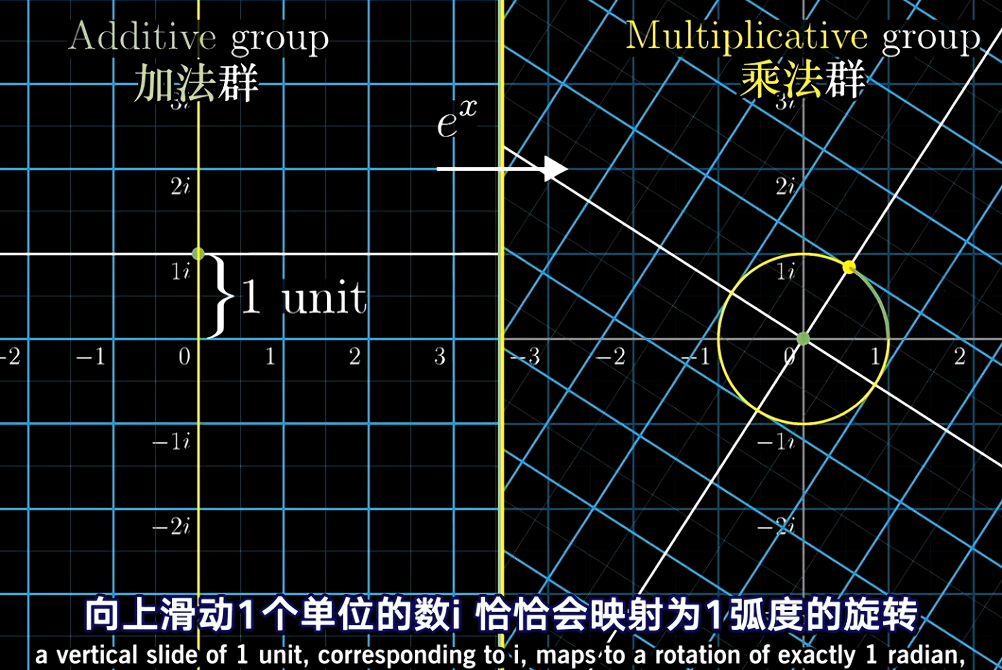 Additive group
加法群
Multiplicative group
乘法群
e^x
3i
2i
1i
−1i
−2i
−2 −1 0 1 2 3
1 unit
3i
2i
1i
−1i
−2i
−3 −2 −1 0 1 2
向上滑动1个单位的数i 恰恰会映射为1弧度的旋转
a vertical slide of 1 unit, corresponding to i, maps to a rotation of exactly 1 radian,